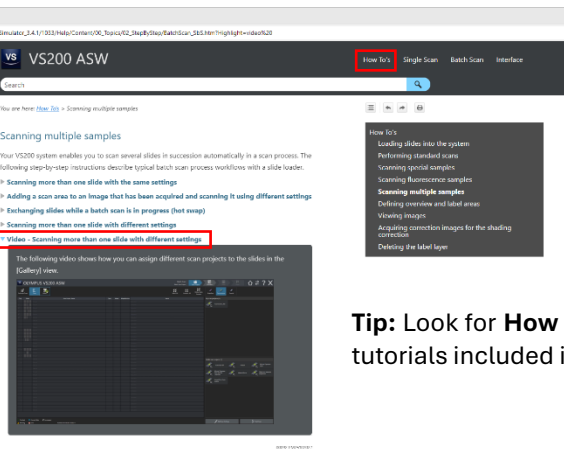 Simulator_3.4.1/1033/Help/Content/00_Topics/02_StepByStep/BatchScan_SbS.htm?Highlight=video%20
VS VS200 ASW
How To's Single Scan Batch Scan Interface
Search
You are here: How Tos > Scanning multiple samples
Scanning multiple samples
Your VS200 system enables you to scan several slides in succession automatically in a scan process. The
following step-by-step instructions describe typical batch scan process workflows with a slide loader.
Scanning more than one slide with the same settings
Adding a scan area to an image that has been acquired and scanning it using different settings
Exchanging slides while a batch scan is in progress (hot swap)
Scanning more than one slide with different settings
Video - Scanning more than one slide with different settings
The following video shows how you can assign different scan projects to the slides in the
[Gallery] view.
OLYMPUS VS200 ASW
How To's
Loading slides into the system
Performing standard scans
Scanning special samples
Scanning fluorescence samples
Scanning multiple samples
Defining overview and label areas
Viewing images
Acquiring correction images for the shading
correction
Deleting the label layer
Tip: Look for How
tutorials included i